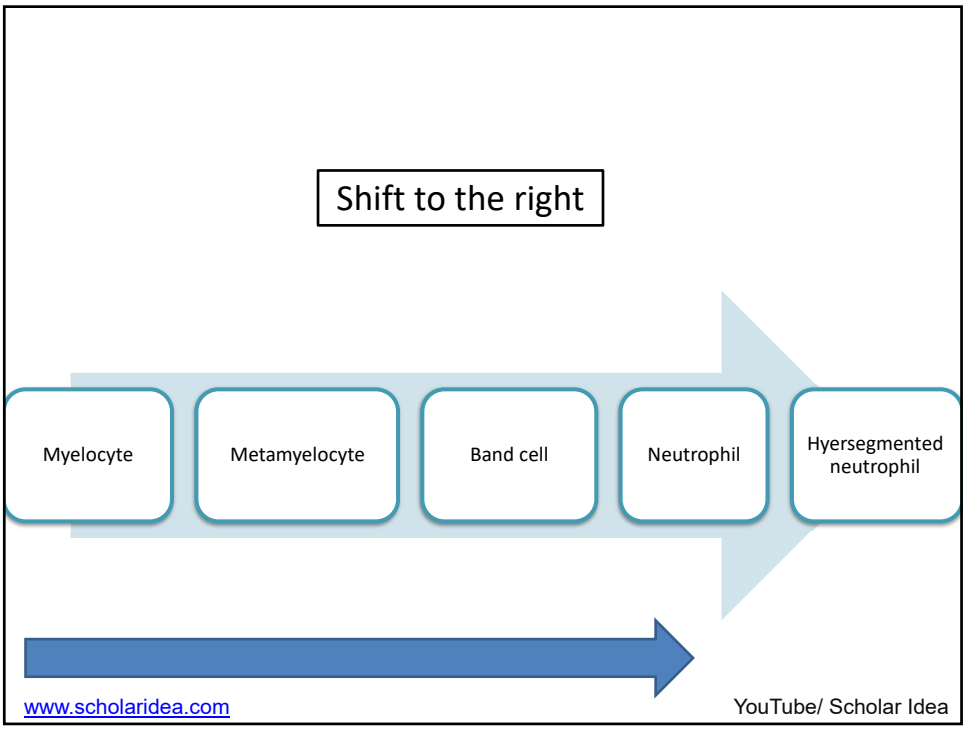 Shift to the right
Myelocyte
Metamyelocyte
Band cell
Neutrophil
Hyersegmented
neutrophil
www.scholaridea.com
YouTube/ Scholar Idea